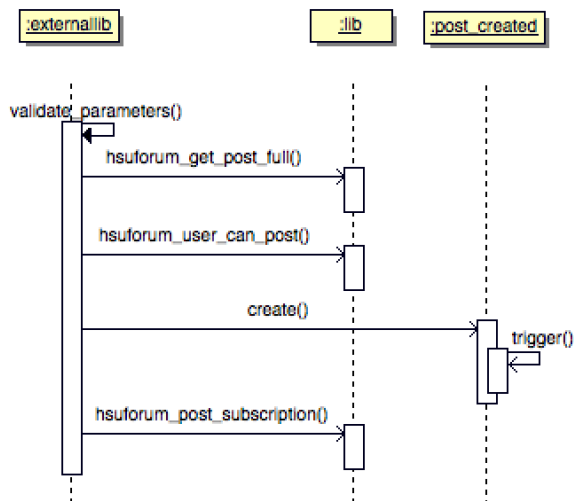 :externallib
:lib
:post_created
validate_parameters()
hsuforum_get_post_full()
hsuforum_user_can_post()
create()
trigger()
hsuforum_post_subscription()